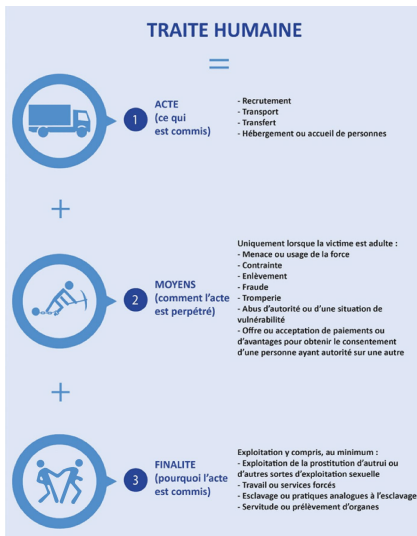 TRAITE HUMAINE
=
1
ACTE
(ce qui
est commis)
- Recrutement
- Transport
- Transfert
- Hébergement ou accueil de personnes
+
2
MOYENS
(comment l'acte
est perpétré)
Uniquement lorsque la victime est adulte :
- Menace ou usage de la force
- Contrainte
- Enlèvement
- Fraude
- Tromperie
- Abus d'autorité ou d'une situation de
vulnérabilité
- Offre ou acceptation de paiements ou
d'avantages pour obtenir le consentement
d'une personne ayant autorité sur une autre
+
3
FINALITE
(pourquoi l'acte
est commis)
Exploitation y compris, au minimum :
- Exploitation de la prostitution d'autrui ou
d'autres sortes d'exploitation sexuelle
- Travail ou services forcés
- Esclavage ou pratiques analogues à l'esclavage
- Servitude ou prélèvement d'organes